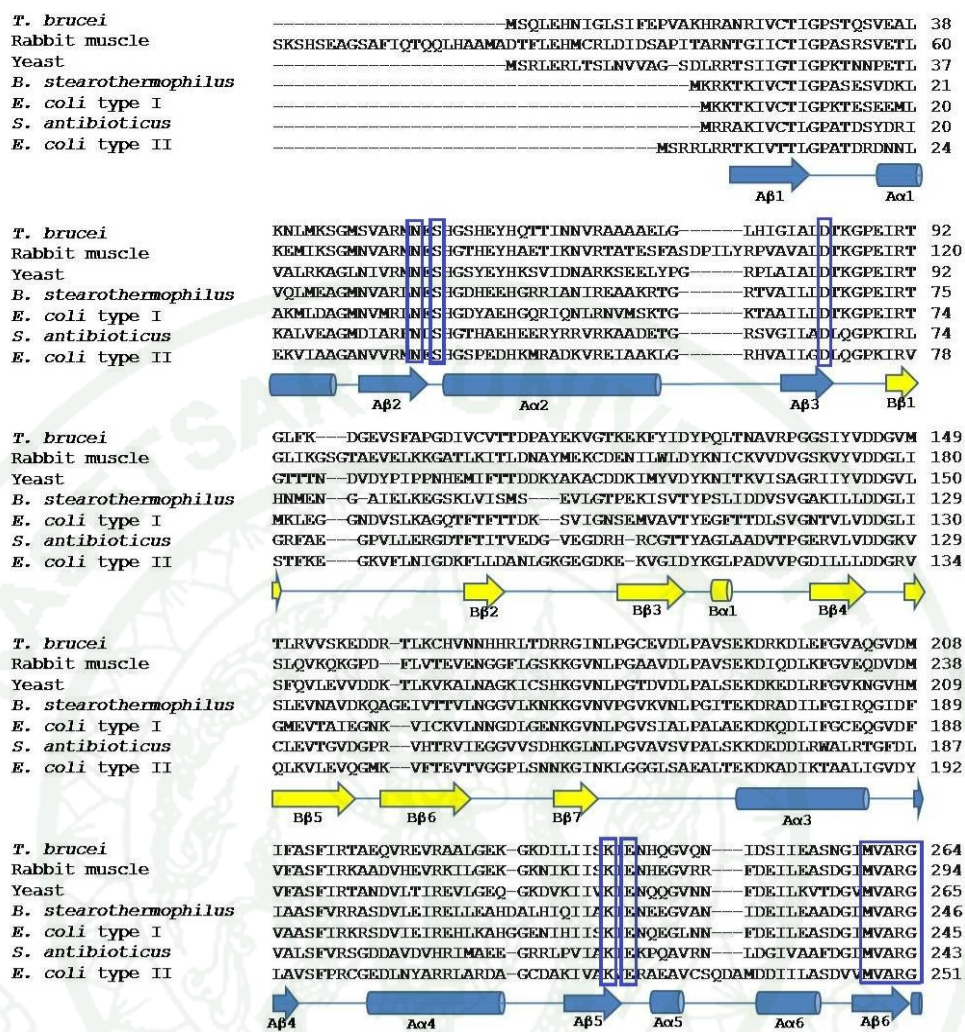 T. brucei -------------------------MSQLEHNIGLSIFEPVAKHRANRIVCTIGPSTQSVEAL 38
Rabbit muscle SKSHSEAGSAFIQTQQLHAAMADTFLEHMCRLDIDSAPITARNTGIICTIGPASRSVETL 60
Yeast -------------------------MSRLERLTSLNVVAG-SDLRRTSIIGTIGPKTNNPETL 37
B. stearothermophilus ---------------------------------------MKRKTKIVCTIGPASESVDKL 21
E. coli type I ----------------------------------------MKKTKIVCTIGPKTESEEML 20
S. antibioticus ----------------------------------------MRRAKIVCTIGPATDSYDRI 20
E. coli type II ------------------------------------MSRRLRRTKIVTTLGPATDRDNNL 24
Aβ1 Aα1
T. brucei KNLMKSGMSVARMNESHGSHEYHQTTINNVRAAAAELG------LHIGIALDTKGPEIRT 92
Rabbit muscle KEMIKSGMNVARMNESHGTHEYHAETIKNVRTATESFASDPILYRPVAVALDTKGPEIRT 120
Yeast VALRKAGLNIVRMNESHGSYEYHKSVIDNARKSEELYPG-----RPLAIALDTKGPEIRT 92
B. stearothermophilus VQLMEAGMNVARLNESHGDHEEHGRRIANIREAAKRTG------RTVAILLDTKGPEIRT 75
E. coli type I AKMLDAGMNVMRLNESHGDYAEHGQRIQNLRNVMSKTG------KTAAILLDTKGPEIRT 74
S. antibioticus KALVEAGMDIARFNLSHGTHAEHEERYRRVRKAADETG------RSVGILADLQGPKIRL 74
E. coli type II EKVIAAGANVVRMNESHGSPEDHKMRADKVREIAAKLG------RHVAILGDLQGPKIRV 78
Aβ2 Aα2 Aβ3 Bβ1
T. brucei GLFK---DGEVSFAPGDIVCVTTDPAYEKVGTKEKFYIDYPQLTNAVRPGGSIYVDDGVM 149
Rabbit muscle GLIKGSGTAEVELKKGATLKITLDNAYMEKCDENILWLDYKNICKVVDVGSKVYVDDGLI 180
Yeast GTTTN--DVDYPIPPNHEMIFTTDDKYAKACDDKIMYVDYKNITKVISAGRIIYVDDGVL 150
B. stearothermophilus HNMEN---G-AIELKEGSKLVISMS---EVLGTPEKISVTYPSLIDDVSVGAKILLDDGLI 129
E. coli type I MKLEG---GNDVSLKAGQTFTFTTDK--SVIGNSEMVAVTYEGFTTDLSVGNTVLVDDGLI 130
S. antibioticus GRFAE---GPVLLERGDTFTITVEDG-VEGDRH-RCGTTYAGLAADVTPGERVLVDDGKV 129
E. coli type II STFKE---GKVFLNIGDKFLLDANLGKGEGDKE-KVGIDYKGLPADVVPGDILLLDDGRV 134
Bβ2 Bβ3 Bα1 Bβ4
T. brucei TLRVVSKEDDR-TLKCHVNNHHRLTDRRGINLPGCEVDLPAVSEKDRKDLEFGVAQGVDM 208
Rabbit muscle SLQVKQKGPD--FLVTEVENGGFLGSKKGVNLPGAAVDLPAVSEKDIQDLKFGVEQDVDM 238
Yeast SFQVLEVVDDK-TLKVKALNAGKICSHKGVNLPGTDVDLPALSEKDKEDLRFGVKNGVHM 209
B. stearothermophilus SLEVNAVDKQAGEIVTTVLNGGVLKNKKGVNVPGVKVNLPGITEKDRADILFGIRQGIDF 189
E. coli type I GMEVTAIEGNK--VICKVLNNGDLGENKGVNLPGVSIALPALAEKDKQDLIFGCEQGVDF 188
S. antibioticus CLEVTGVDGPR--VHTRVIEGGVVSDHKGLNLPGVAVSVPALSKKDEDDLRWALRTGFDL 187
E. coli type II QLKVLEVQGMK--VFTEVTVGGPLSNNKGINKLGGGLSAEALTEKDKADIKTAALIGVDY 192
Bβ5 Bβ6 Bβ7 Aα3
T. brucei IFASFIRTAEQVREVRAALGEK-GKDILIISKIENHQGVQN---IDSIIEASNGIMVARG 264
Rabbit muscle VFASFIRKAADVHEVRKILGEK-GKNIKIISKIENHEGVRR---FDEILEASDGIMVARG 294
Yeast VFASFIRTANDVLTIREVLGEQ-GKDVKIIVKIENQQGVNN---FDEILKVTDGVMVARG 265
B. stearothermophilus IAASFVRRASDVLEIRELLEAHDALHIQIIAKIENEEGVAN---IDEILEAADGIMVARG 246
E. coli type I VAASFIRKRSDVIEIREHLKAHGGENIHIISKIENQEGLNN---FDEILEASDGIMVARG 245
S. antibioticus VALSFVRSGDDAVDVHRIMAEE-GRRLPVIAKIEKPQAVRN---LDGIVAAFDGIMVARG 243
E. coli type II LAVSFPRCGEDLNYARRLARDA-GCDAKIVAKVERAEAVCSQDAMDDIILASDVVMVARG 251
Aβ4 Aα4 Aβ5 Aα5 Aα6 Aβ6